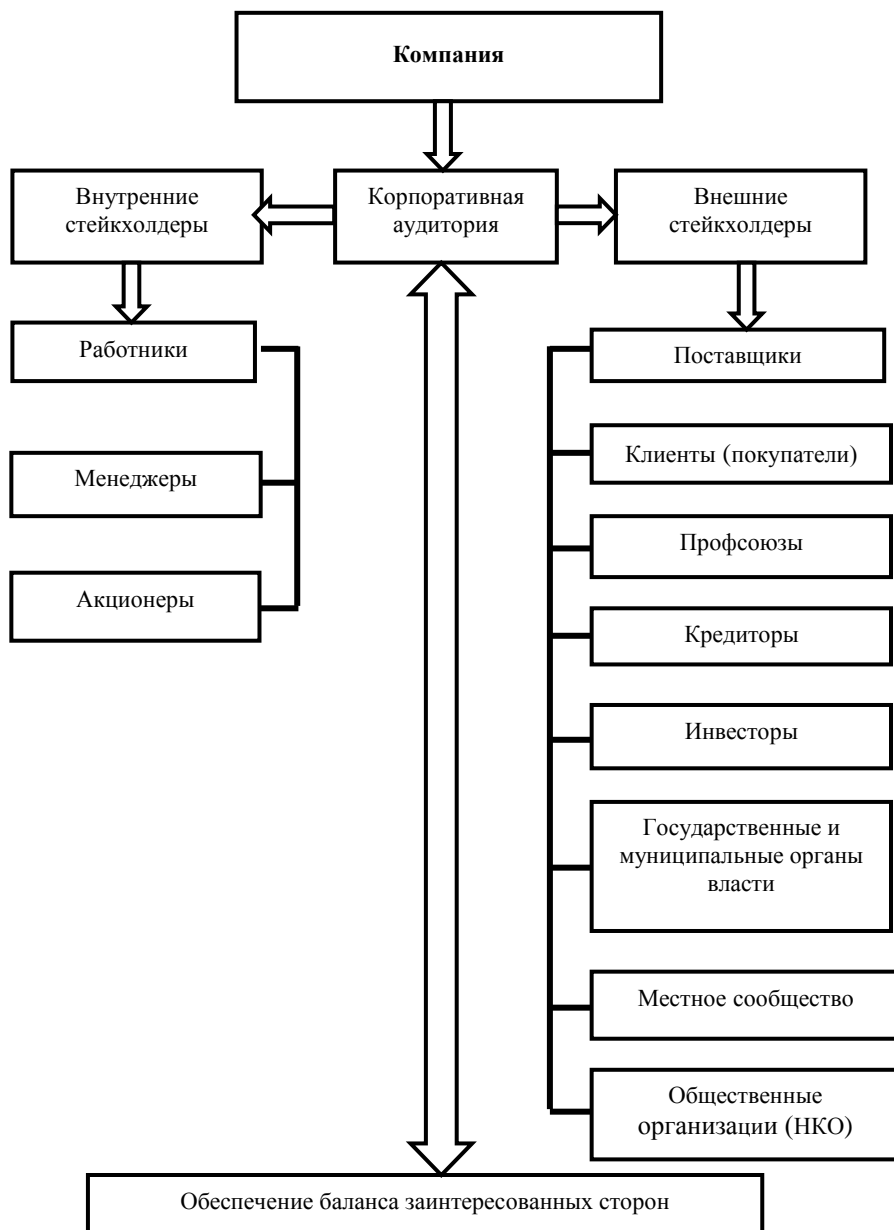 Компания
Внутренние
стейкхолдеры
Корпоративная
аудитория
Внешние
стейкхолдеры
Работники
Менеджеры
Акционеры
Поставщики
Клиенты (покупатели)
Профсоюзы
Кредиторы
Инвесторы
Государственные и
муниципальные органы
власти
Местное сообщество
Общественные
организации (НКО)
Обеспечение баланса заинтересованных сторон